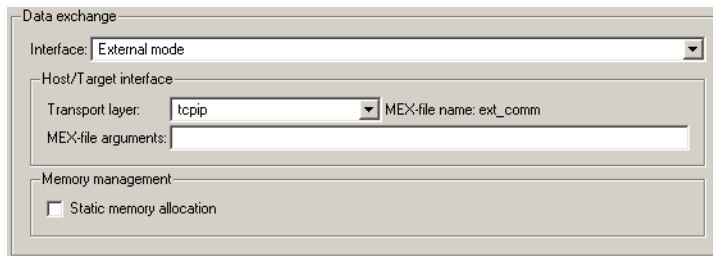 Data exchange
Interface: External mode
Host/Target interface
Transport layer: tcpip MEX-file name: ext_comm
MEX-file arguments:
Memory management
Static memory allocation